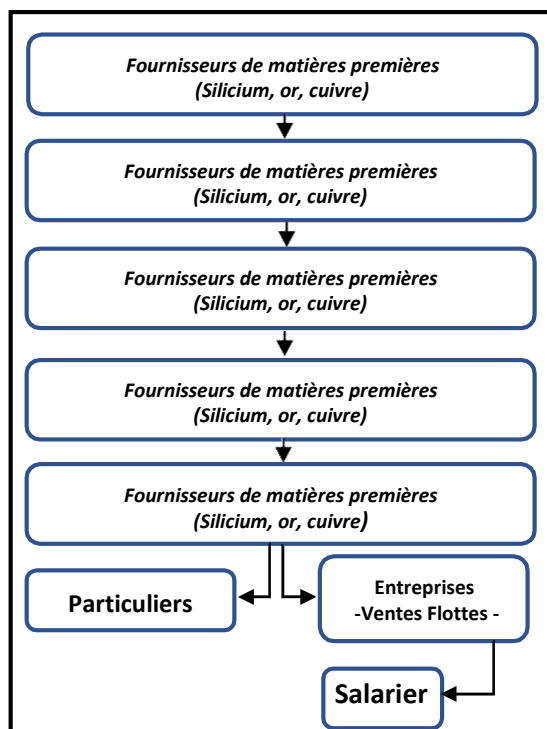 Fournisseurs de matières premières
(Silicium, or, cuivre)
Fournisseurs de matières premières
(Silicium, or, cuivre)
Fournisseurs de matières premières
(Silicium, or, cuivre)
Fournisseurs de matières premières
(Silicium, or, cuivre)
Fournisseurs de matières premières
(Silicium, or, cuivre)
Particuliers
Entreprises
-Ventes Flottes -
Salarier